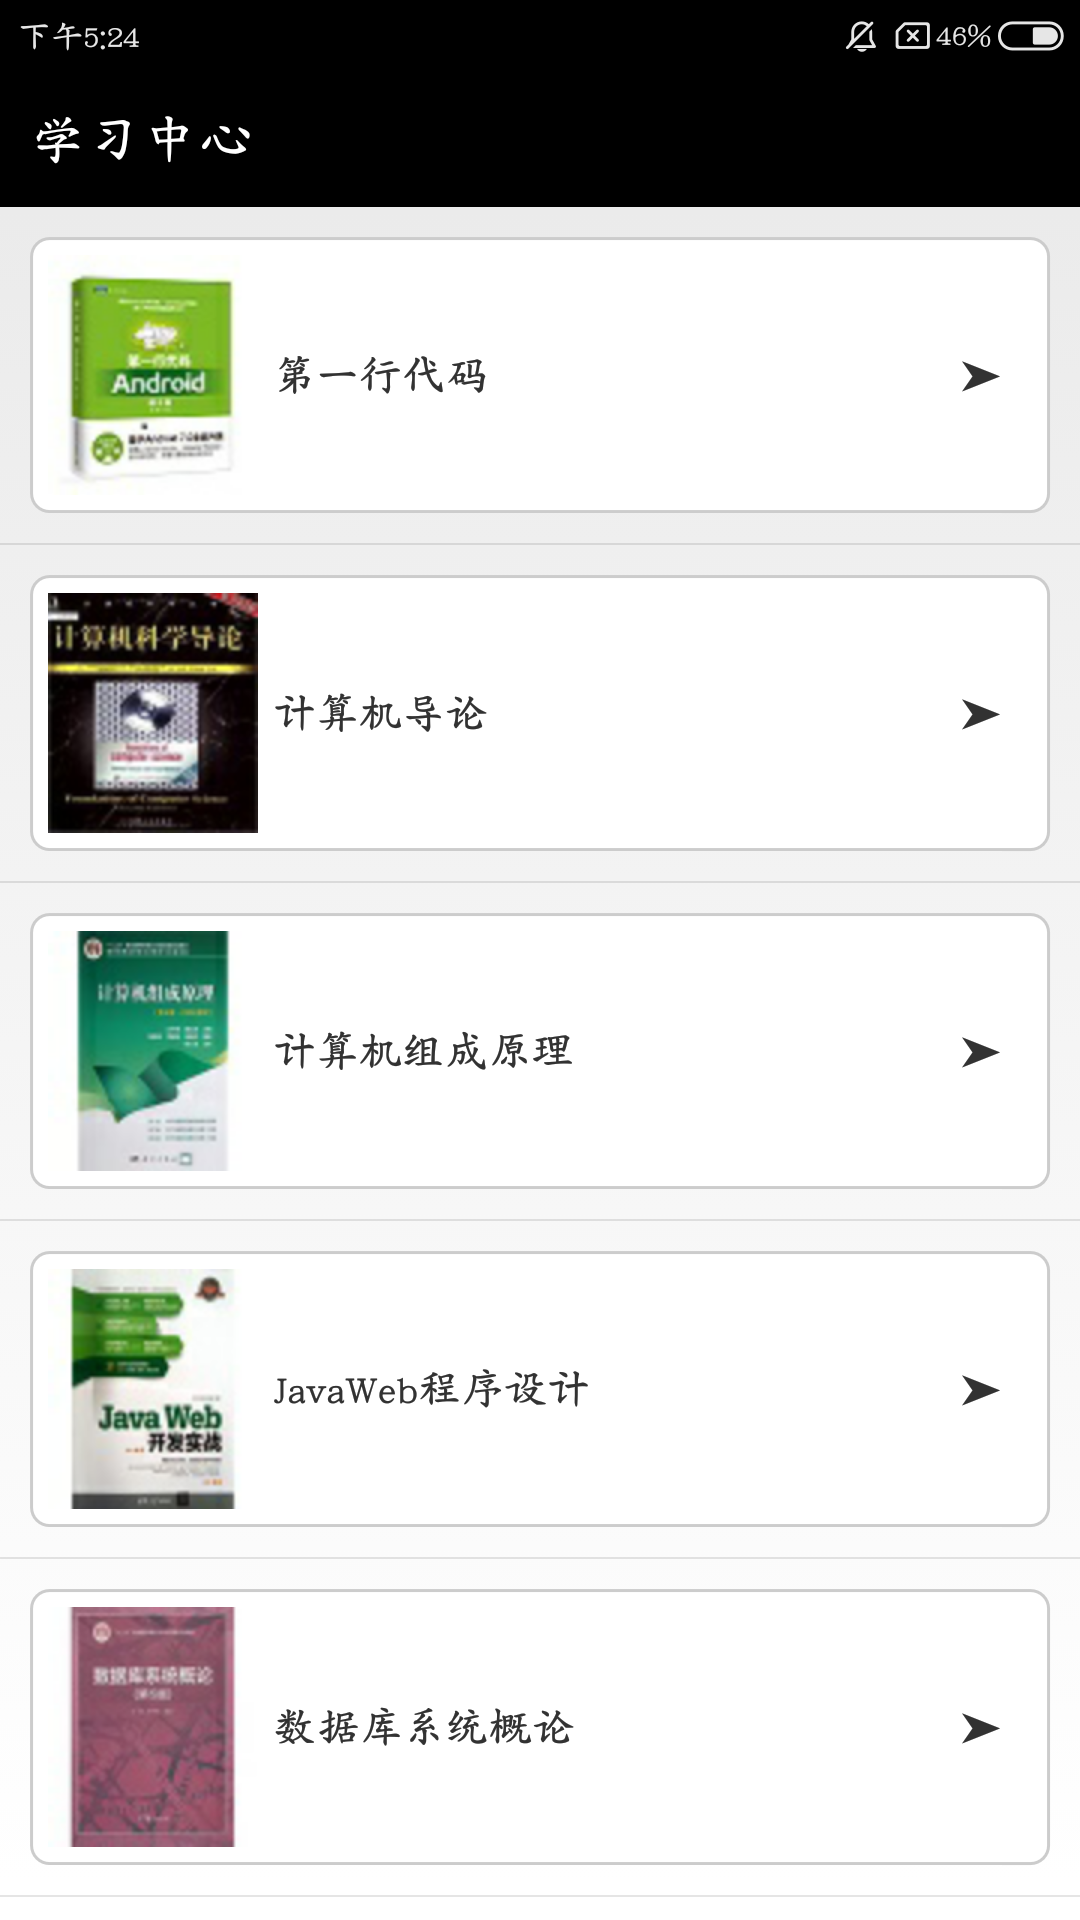 下午5:24
46%
学习中心
第一行代码
Android
第一行代码
计算机科学导论
Foundations of Computer Science
计算机导论
计算机组成原理
计算机组成原理
Java Web
开发实战
JavaWeb程序设计
数据库系统概论
数据库系统概论